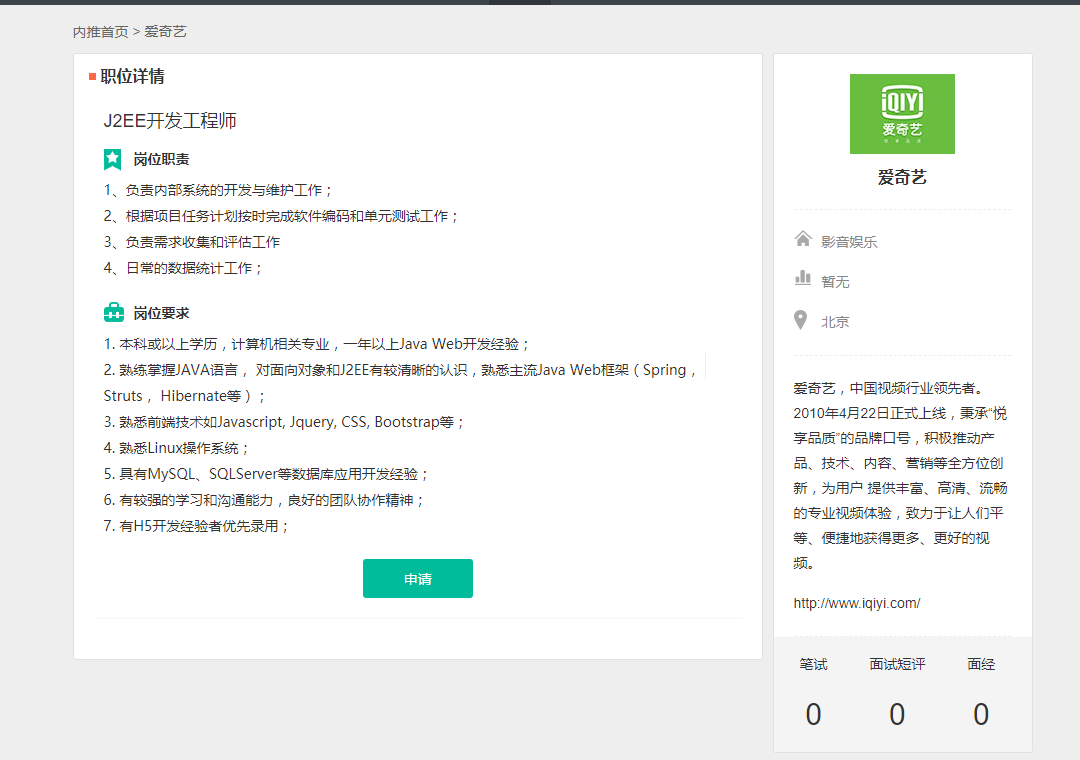 内推首页 > 爱奇艺
职位详情
J2EE开发工程师
岗位职责
1、负责内部系统的开发与维护工作；
2、根据项目任务计划按时完成软件编码和单元测试工作；
3、负责需求收集和评估工作
4、日常的数据统计工作；
岗位要求
1. 本科或以上学历，计算机相关专业，一年以上Java Web开发经验；
2. 熟练掌握JAVA语言， 对面向对象和J2EE有较清晰的认识，熟悉主流Java Web框架（Spring，
Struts， Hibernate等）；
3. 熟悉前端技术如Javascript, Jquery, CSS, Bootstrap等；
4. 熟悉Linux操作系统；
5. 具有MySQL、SQLServer等数据库应用开发经验；
6. 有较强的学习和沟通能力，良好的团队协作精神；
7. 有H5开发经验者优先录用；
申请
iQIYI
爱奇艺
爱奇艺
影音娱乐
暂无
北京
爱奇艺，中国视频行业领先者。
2010年4月22日正式上线，秉承“悦
享品质”的品牌口号，积极推动产
品、技术、内容、营销等全方位创
新，为用户 提供丰富、高清、流畅
的专业视频体验，致力于让人们平
等、便捷地获得更多、更好的视
频。
http://www.iqiyi.com/
笔试 面试短评 面经
0 0 0